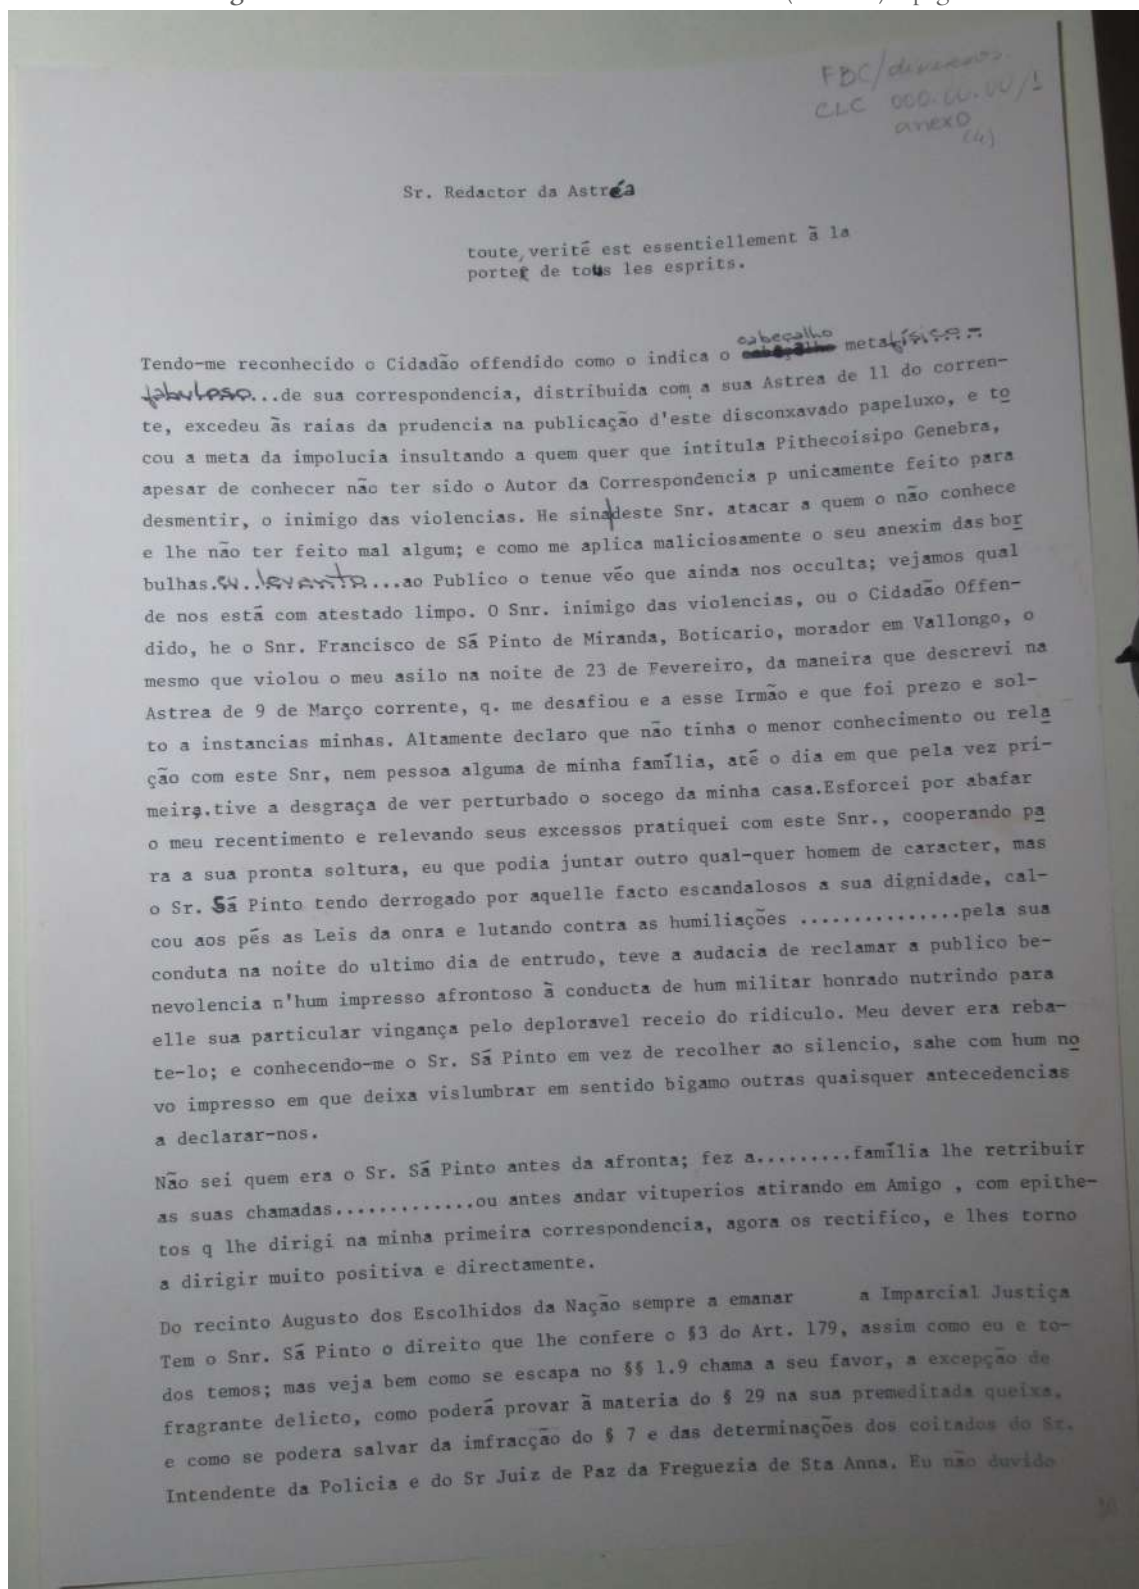 FBC/diversos.
CLC 000.00.00/1
anexo
(4)
Sr. Redactor da Astréa
toute verité est essentiellement ã la
porter de tous les esprits.
cabeçalho
Tendo-me reconhecido o Cidadão offendido como o indica o metafísico-
fabuloso...de sua correspondencia, distribuida com a sua Astrea de 11 do corren-
te, excedeu ãs raias da prudencia na publicação d'este disconxavado papeluxo, e to
cou a meta da impolucia insultando a quem quer que intitula Pithecoisipo Genebra,
apesar de conhecer não ter sido o Autor da Correspondencia p unicamente feito para
desmentir, o inimigo das violencias. He sina deste Snr. atacar a quem o não conhece
e lhe não ter feito mal algum; e como me aplica maliciosamente o seu anexim das bor
bulhas.eu..levanto...ao Publico o tenue véo que ainda nos occulta; vejamos qual
de nos está com atestado limpo. O Snr. inimigo das violencias, ou o Cidadão Offen-
dido, he o Snr. Francisco de Sã Pinto de Miranda, Boticario, morador em Vallongo, o
mesmo que violou o meu asilo na noite de 23 de Fevereiro, da maneira que descrevi na
Astrea de 9 de Março corrente, q. me desafiou e a esse Irmão e que foi prezo e sol-
to a instancias minhas. Altamente declaro que não tinha o menor conhecimento ou rela
ção com este Snr, nem pessoa alguma de minha família, até o dia em que pela vez pri-
meira.tive a desgraça de ver perturbado o socego da minha casa.Esforcei por abafar
o meu recentimento e relevando seus excessos pratiquei com este Snr., cooperando pa
ra a sua pronta soltura, eu que podia juntar outro qual-quer homem de caracter, mas
o Sr. Sã Pinto tendo derrogado por aquelle facto escandalosos a sua dignidade, cal-
cou aos pés as Leis da onra e lutando contra as humiliações ...............pela sua
conduta na noite do ultimo dia de entrudo, teve a audacia de reclamar a publico be-
nevolencia n'hum impresso afrontoso ã conducta de hum militar honrado nutrindo para
elle sua particular vingança pelo deploravel receio do ridiculo. Meu dever era reba-
te-lo; e conhecendo-me o Sr. Sã Pinto em vez de recolher ao silencio, sahe com hum no
vo impresso em que deixa vislumbrar em sentido bigamo outras quaisquer antecedencias
a declarar-nos.
Não sei quem era o Sr. Sã Pinto antes da afronta; fez a.........família lhe retribuir
as suas chamadas.............ou antes andar vituperios atirando em Amigo , com epithe-
tos q lhe dirigi na minha primeira correspondencia, agora os rectifico, e lhes torno
a dirigir muito positiva e directamente.
Do recinto Augusto dos Escolhidos da Nação sempre a emanar a Imparcial Justiça
Tem o Snr. Sã Pinto o direito que lhe confere o §3 do Art. 179, assim como eu e to-
dos temos; mas veja bem como se escapa no §§ 1.9 chama a seu favor, a excepção de
fragrante delicto, como poderá provar ã materia do § 29 na sua premeditada queixa,
e como se podera salvar da imfracção do § 7 e das determinações dos coitados do Sr.
Intendente da Policia e do Sr Juiz de Paz da Freguezia de Sta Anna. Eu não duvido